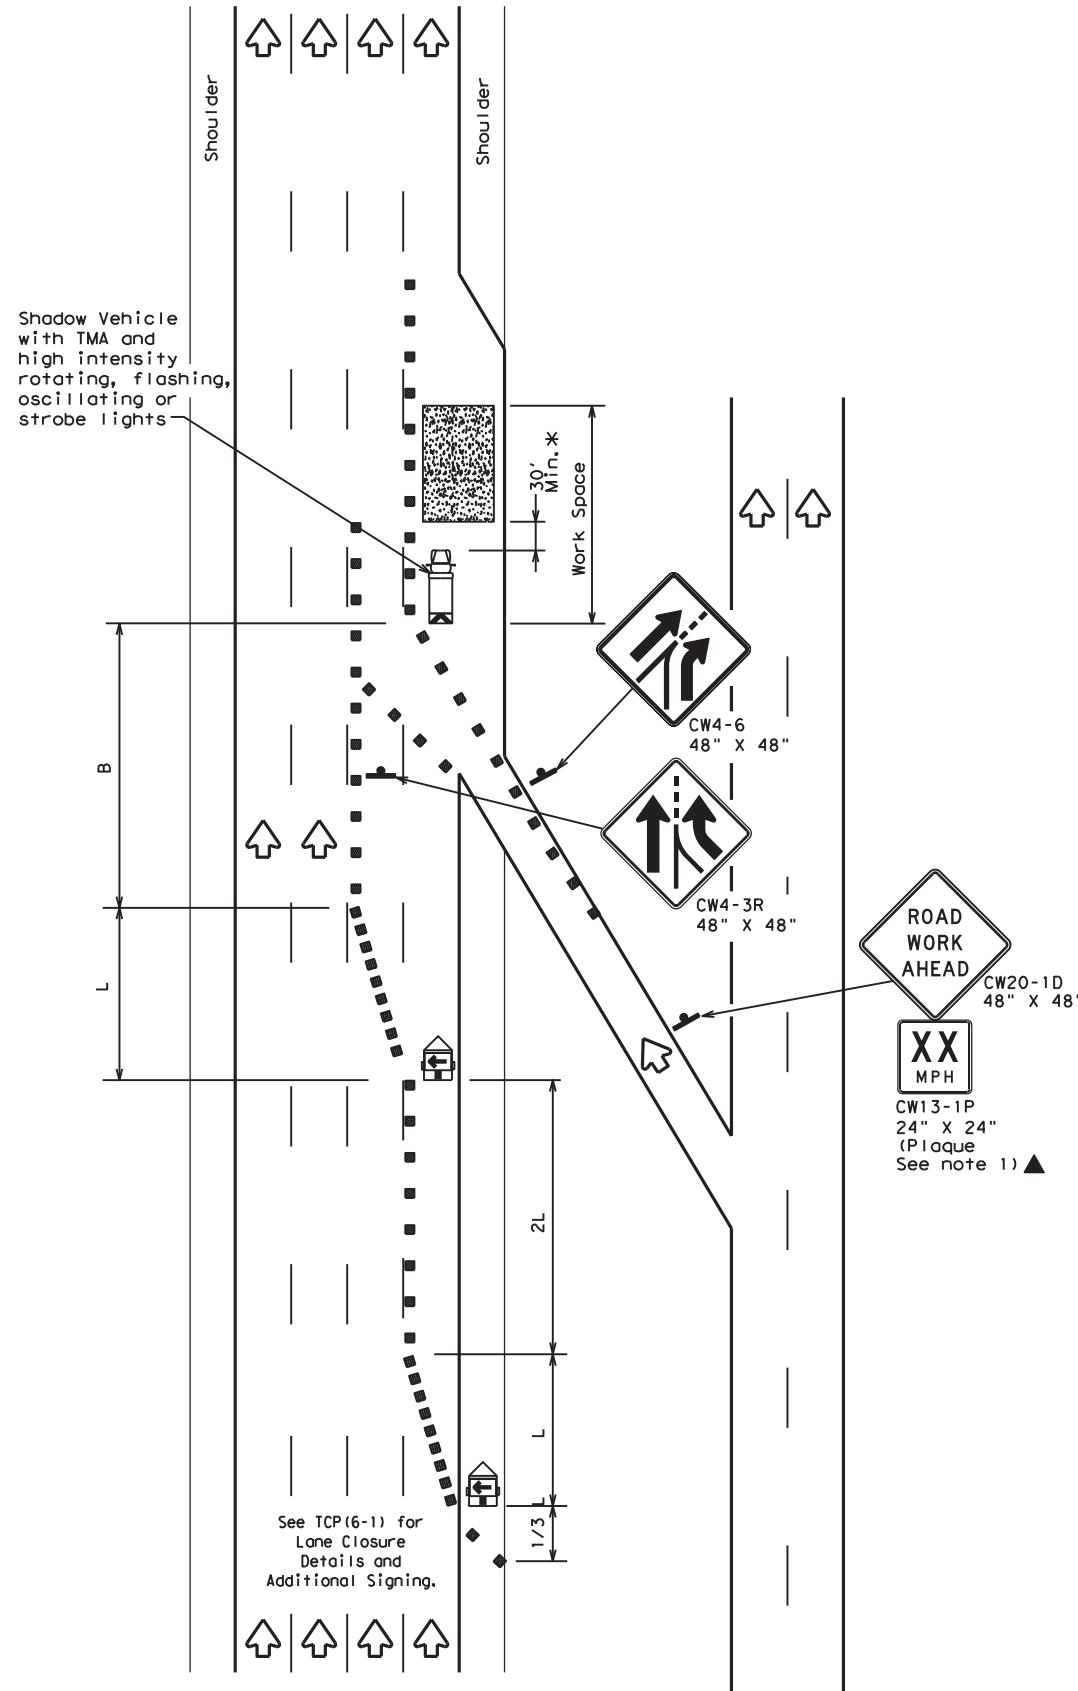 Shoulder
Shoulder
Shadow Vehicle
with TMA and
high intensity
rotating, flashing,
oscillating or
strobe lights
30'
Min.*
Work Space
CW4-6
48" X 48"
B
CW4-3R
48" X 48"
L
ROAD
WORK
AHEAD
CW20-1D
48" X 48"
XX
MPH
CW13-1P
24" X 24"
(Plaque
See note 1) ▲
2L
L
1/3 L
See TCP(6-1) for
Lane Closure
Details and
Additional Signing.